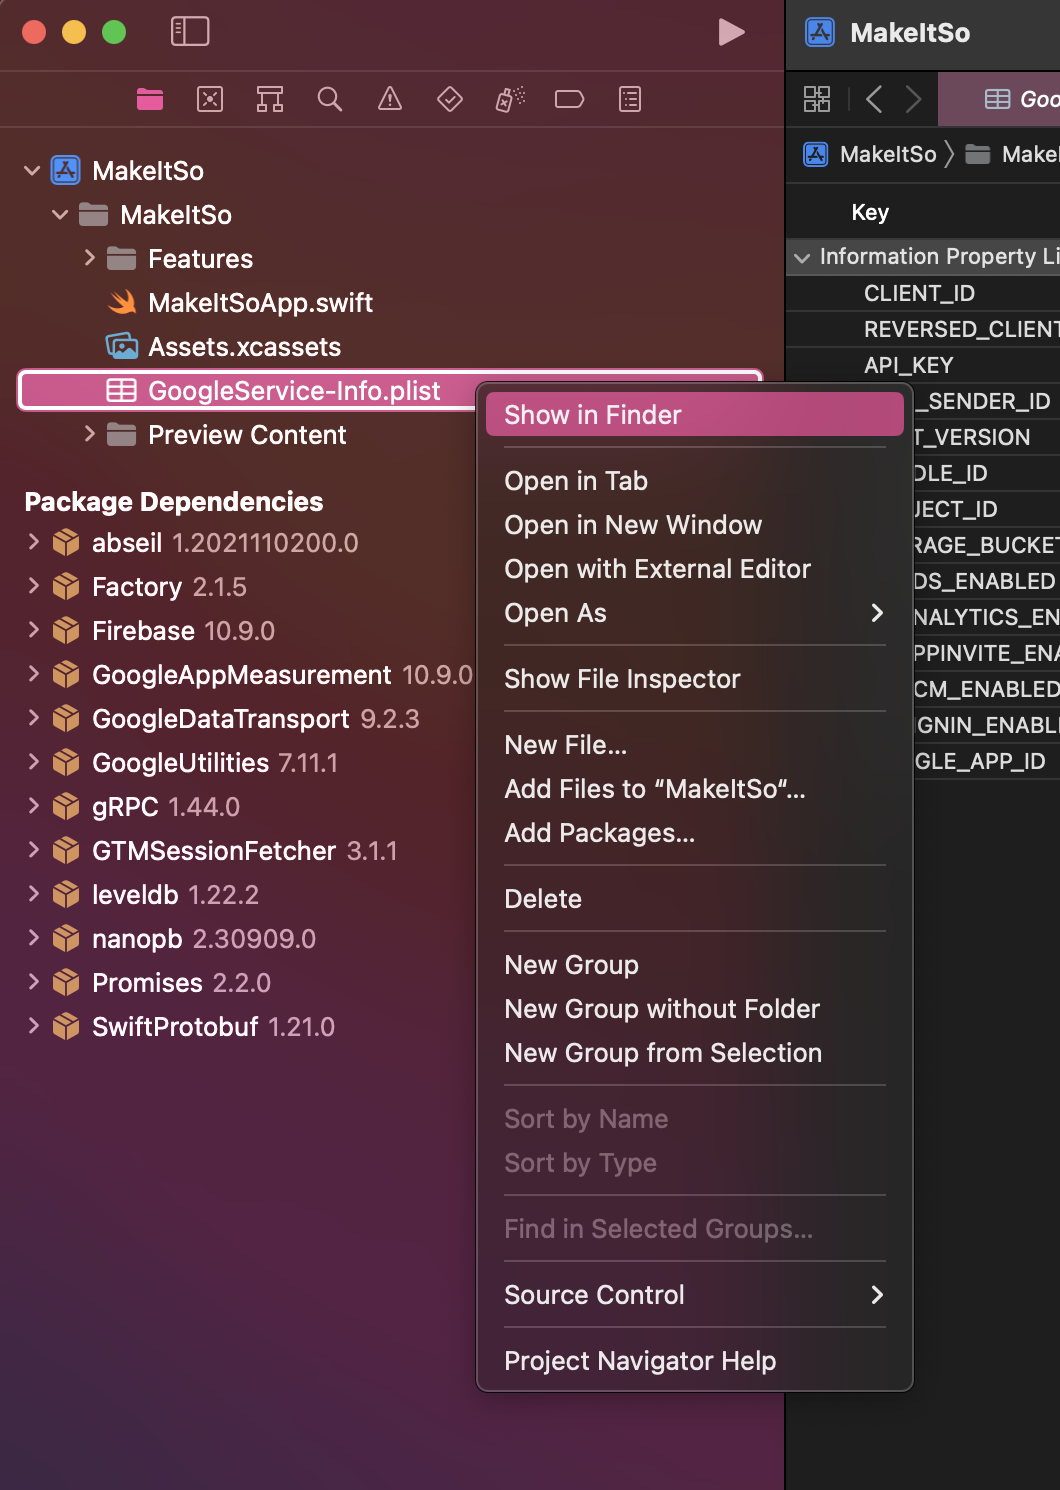 MakeItSo
MakeItSo
Features
MakeItSoApp.swift
Assets.xcassets
GoogleService-Info.plist
Preview Content
Package Dependencies
abseil 1.2021110200.0
Factory 2.1.5
Firebase 10.9.0
GoogleAppMeasurement 10.9.0
GoogleDataTransport 9.2.3
GoogleUtilities 7.11.1
gRPC 1.44.0
GTMSessionFetcher 3.1.1
leveldb 1.22.2
nanopb 2.30909.0
Promises 2.2.0
SwiftProtobuf 1.21.0
Show in Finder
Open in Tab
Open in New Window
Open with External Editor
Open As
Show File Inspector
New File...
Add Files to “MakeItSo“...
Add Packages...
Delete
New Group
New Group without Folder
New Group from Selection
Sort by Name
Sort by Type
Find in Selected Groups...
Source Control
Project Navigator Help
MakeItSo
Goo
MakeItSo
Key
Information Property Li
CLIENT_ID
REVERSED_CLIENT
API_KEY
_SENDER_ID
T_VERSION
DLE_ID
JECT_ID
RAGE_BUCKET
DS_ENABLED
NALYTICS_EN
PPINVITE_ENA
CM_ENABLED
IGNIN_ENABL
GLE_APP_ID